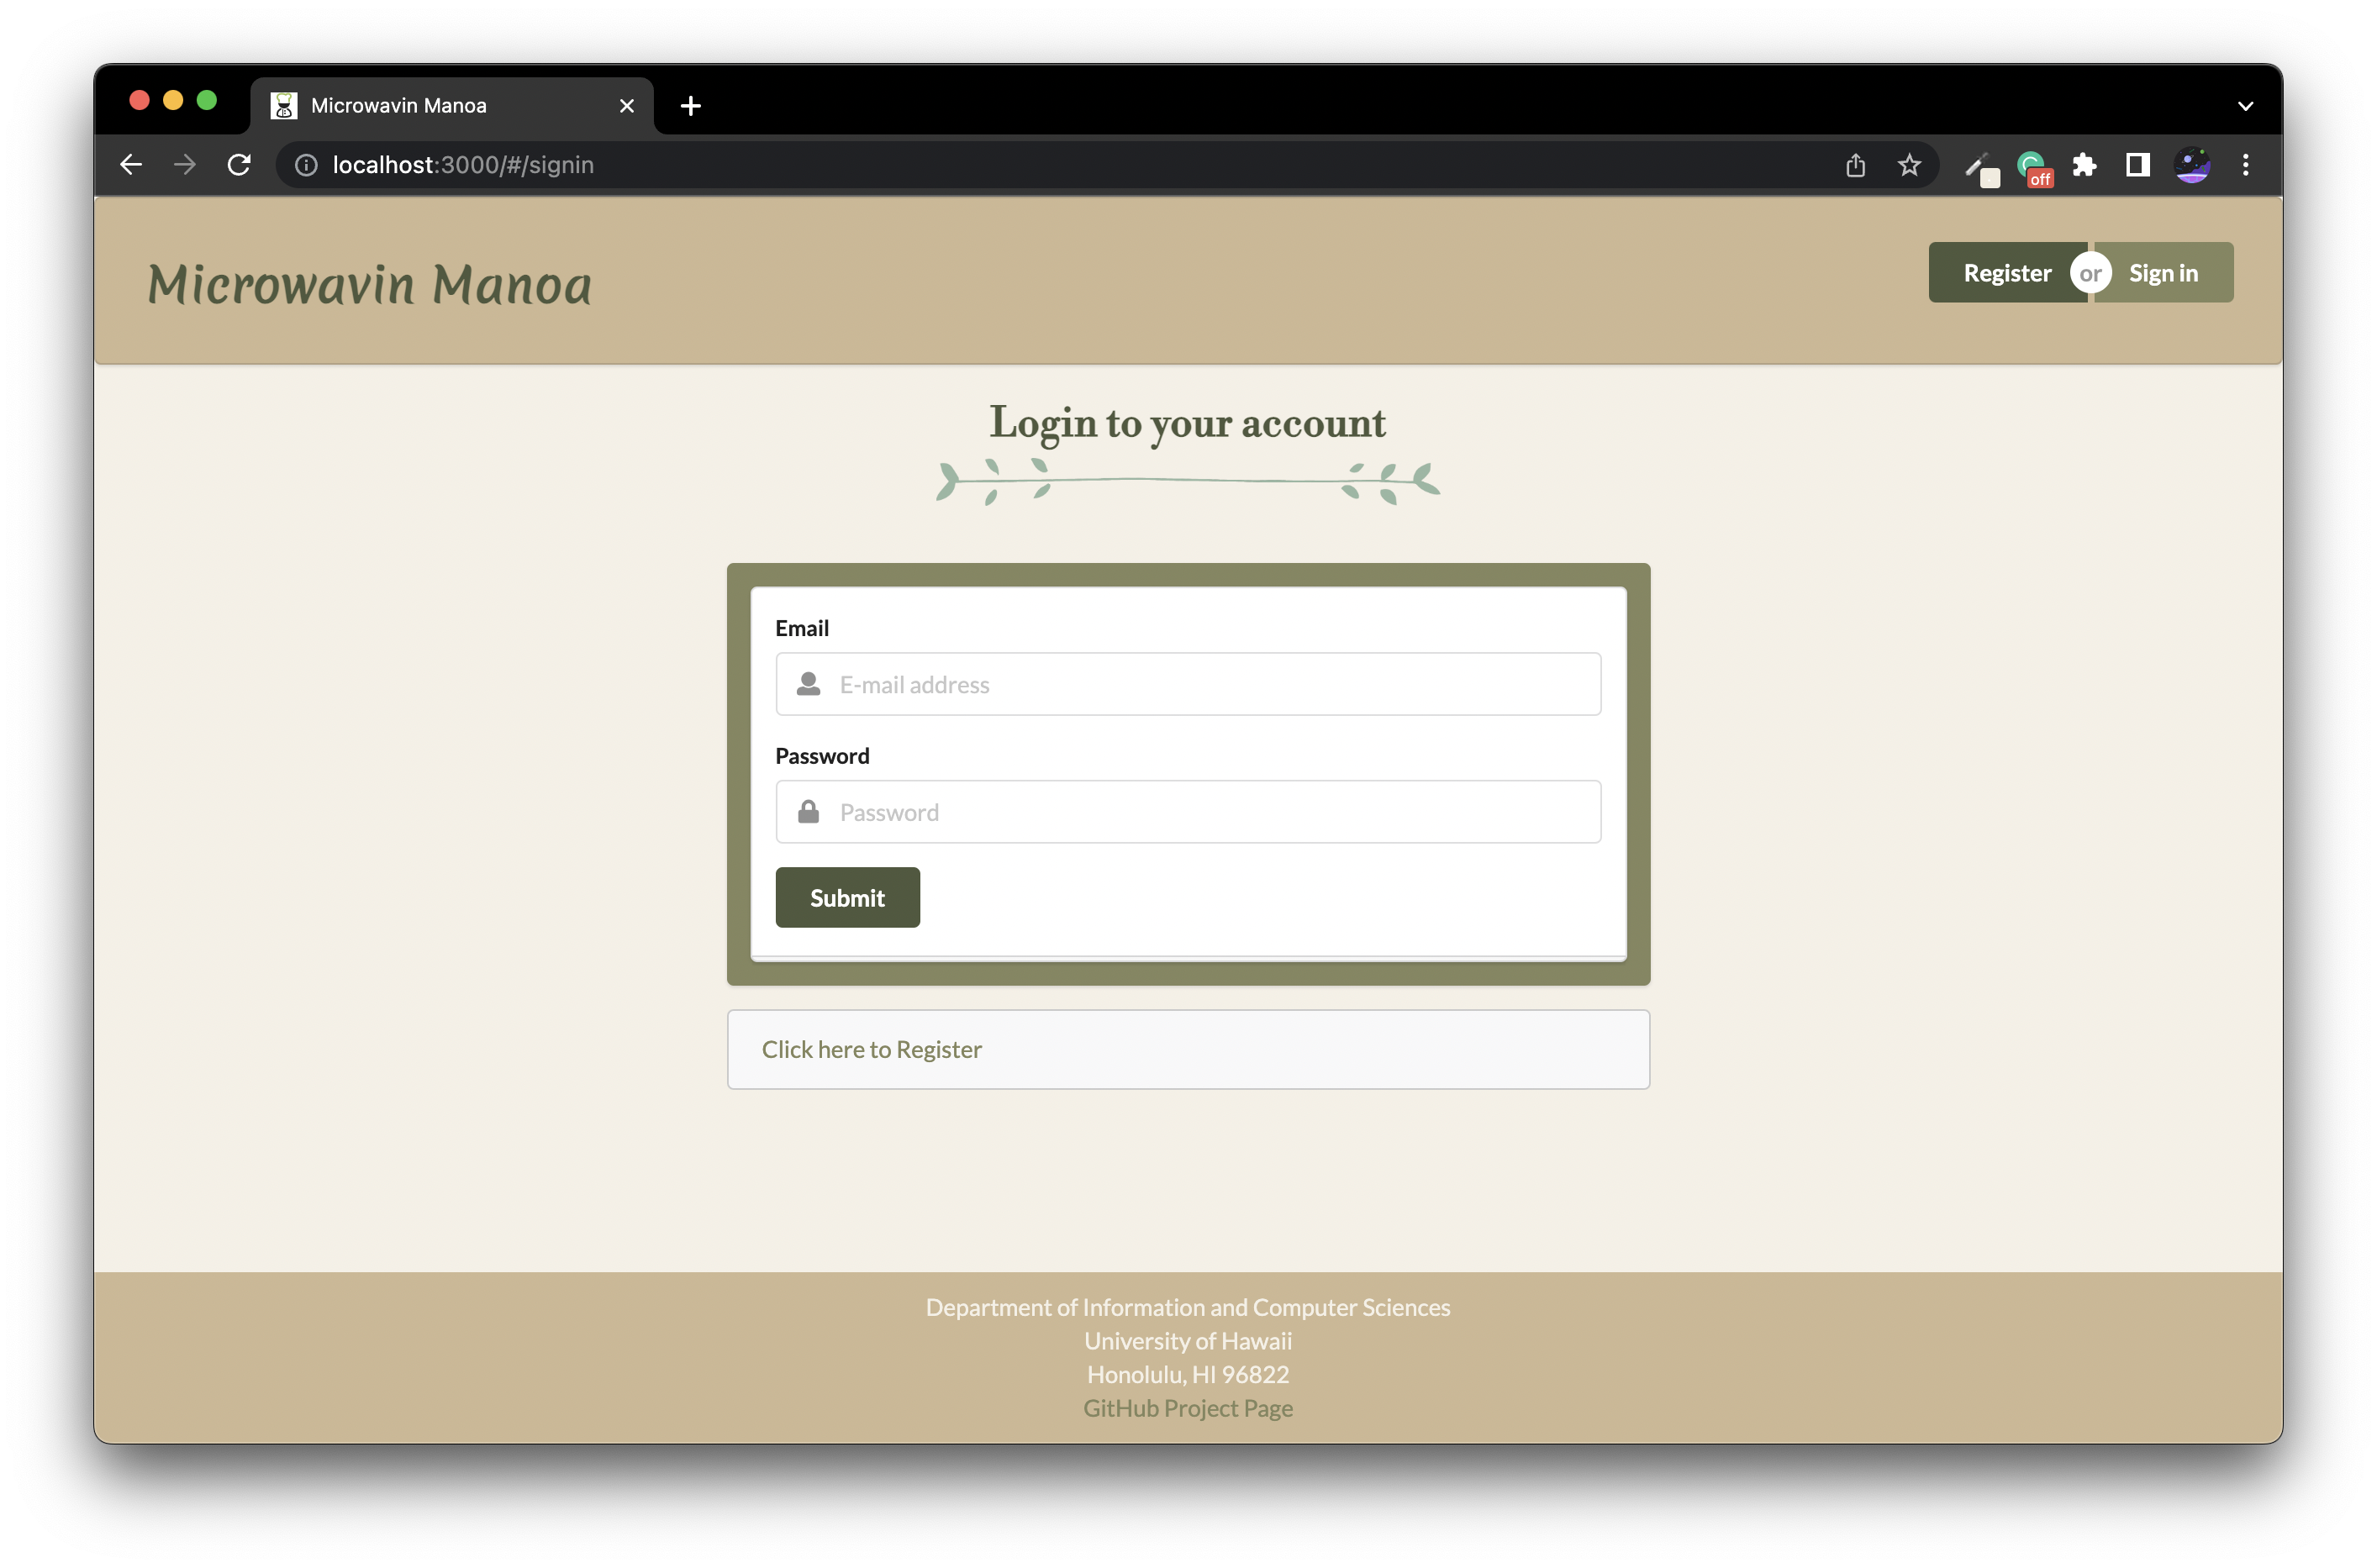 Microwavin Manoa
localhost:3000/#/signin
off
Microwavin Manoa
Register or Sign in
Login to your account
Email
E-mail address
Password
Password
Submit
Click here to Register
Department of Information and Computer Sciences
University of Hawaii
Honolulu, HI 96822
GitHub Project Page